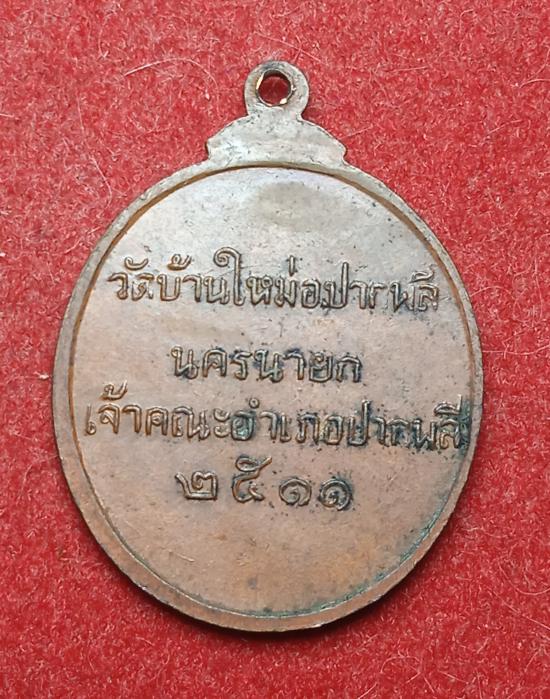 วัดบ้านใหม่อ.ปากพลี
นครนายก
เจ้าคณะอำเภอปากพลี
๒๕๑๑